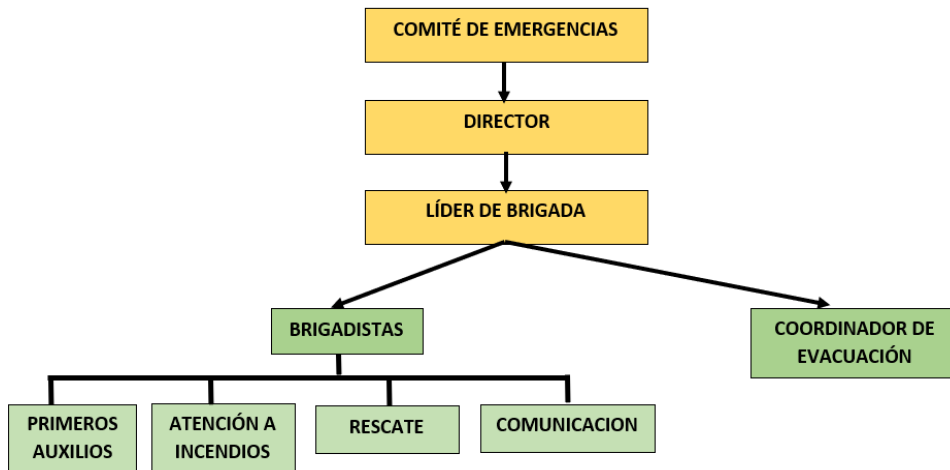 COMITÉ DE EMERGENCIAS
DIRECTOR
LÍDER DE BRIGADA
BRIGADISTAS
COORDINADOR DE
EVACUACIÓN
PRIMEROS
AUXILIOS
ATENCIÓN A
INCENDIOS
RESCATE
COMUNICACION